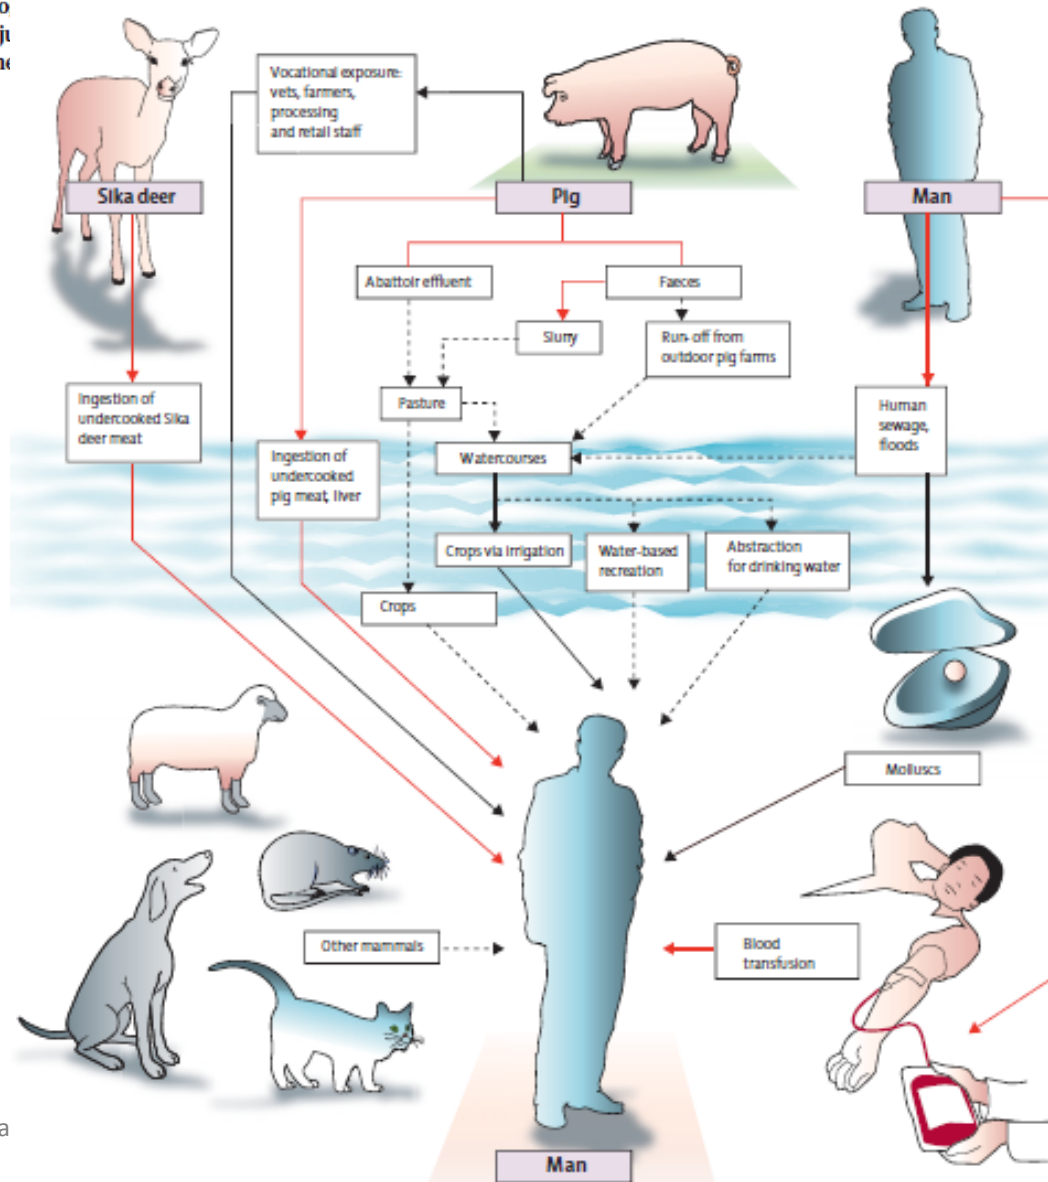 Vocational exposure:
vets, farmers,
processing
and retail staff
Sika deer
Pig
Man
Abattoir effluent
Faeces
Slurry
Run-off from
outdoor pig farms
Ingestion of
undercooked Sika
deer meat
Pasture
Human
sewage,
floods
Ingestion of
undercooked
pig meat, liver
Watercourses
Crops via irrigation
Water-based
recreation
Abstraction
for drinking water
Crops
Molluscs
Other mammals
Blood
transfusion
Man